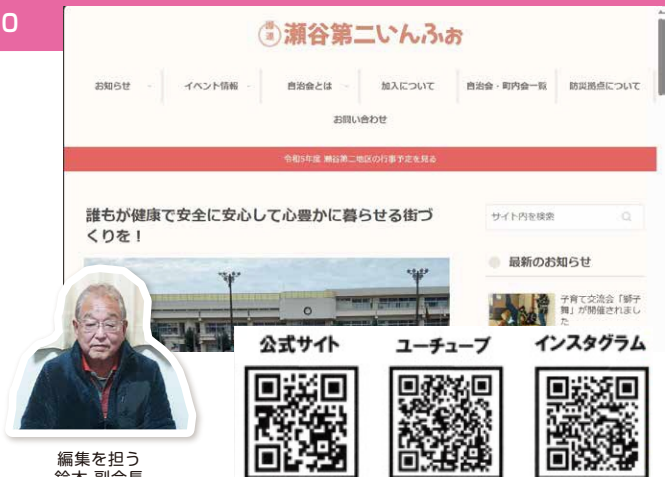 0
瀬谷第二いんふぉ
お知らせ
イベント情報
自治会とは
加入について
自治会・町内会一覧
防災拠点について
お問い合わせ
令和5年度 瀬谷第二地区の行事予定を見る
誰もが健康で安全に安心して心豊かに暮らせる街づ
くりを！
サイト内を検索
最新のお知らせ
子育て交流会「獅子
舞」が開催されまし
た
公式サイト
ユーチューブ
インスタグラム
編集を担う
鈴木 副会長